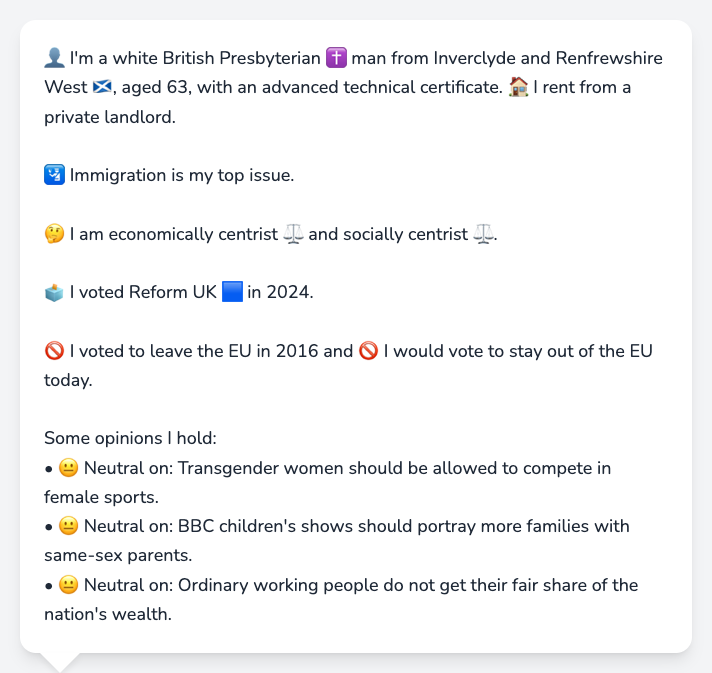 👤 I'm a white British Presbyterian ✝️ man from Inverclyde and Renfrewshire
West 🏴󠁧󠁢󠁳󠁣󠁴󠁿, aged 63, with an advanced technical certificate. 🏠 I rent from a
private landlord.
🛂 Immigration is my top issue.
🤔 I am economically centrist ⚖️ and socially centrist ⚖️.
🗳️ I voted Reform UK 🟦 in 2024.
🚫 I voted to leave the EU in 2016 and 🚫 I would vote to stay out of the EU
today.
Some opinions I hold:
• 😐 Neutral on: Transgender women should be allowed to compete in
female sports.
• 😐 Neutral on: BBC children's shows should portray more families with
same-sex parents.
• 😐 Neutral on: Ordinary working people do not get their fair share of the
nation's wealth.